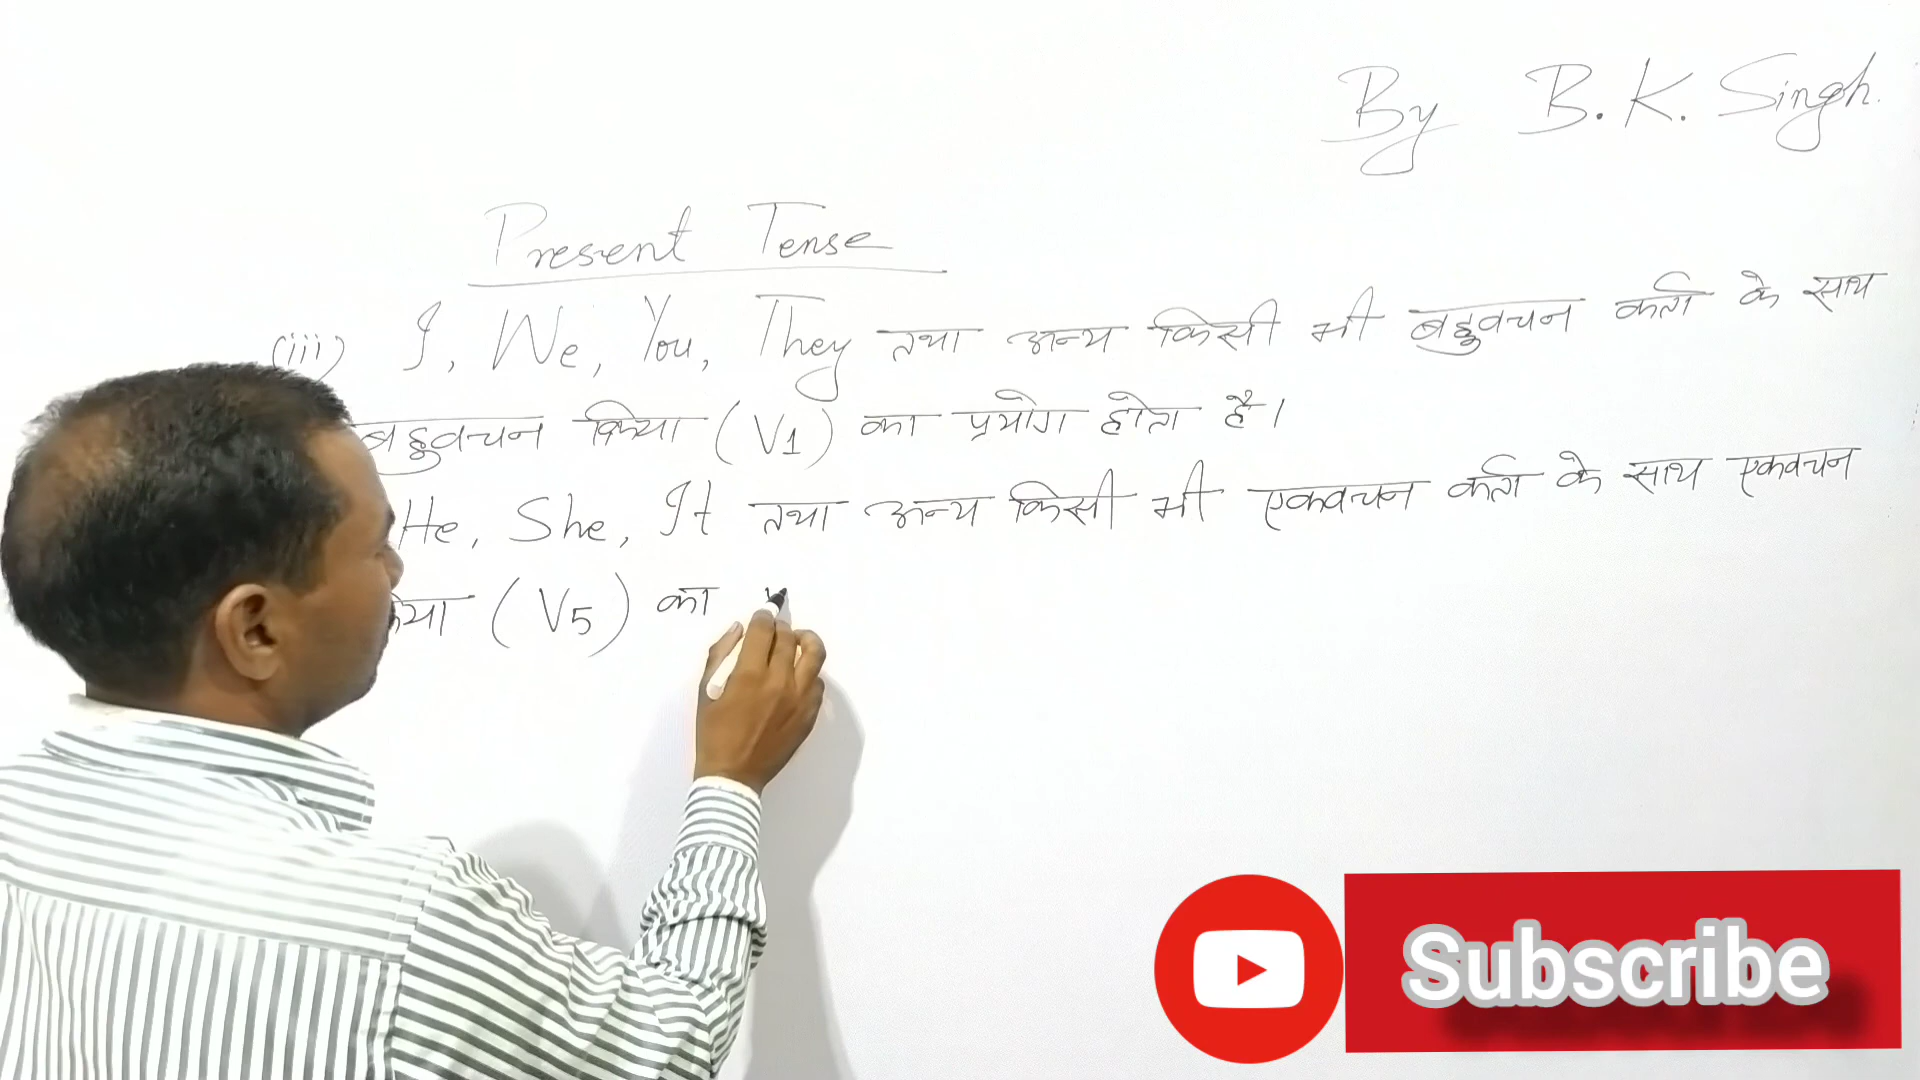 By B. K. Singh.
Present Tense
(iii) I, We, You, They तथा अन्य किसी भी बहुवचन कर्ता के साथ
बहुवचन क्रिया (V1) का प्रयोग होता है।
He, She, It तथा अन्य किसी भी एकवचन कर्ता के साथ एकवचन
(V5) का
Subscribe